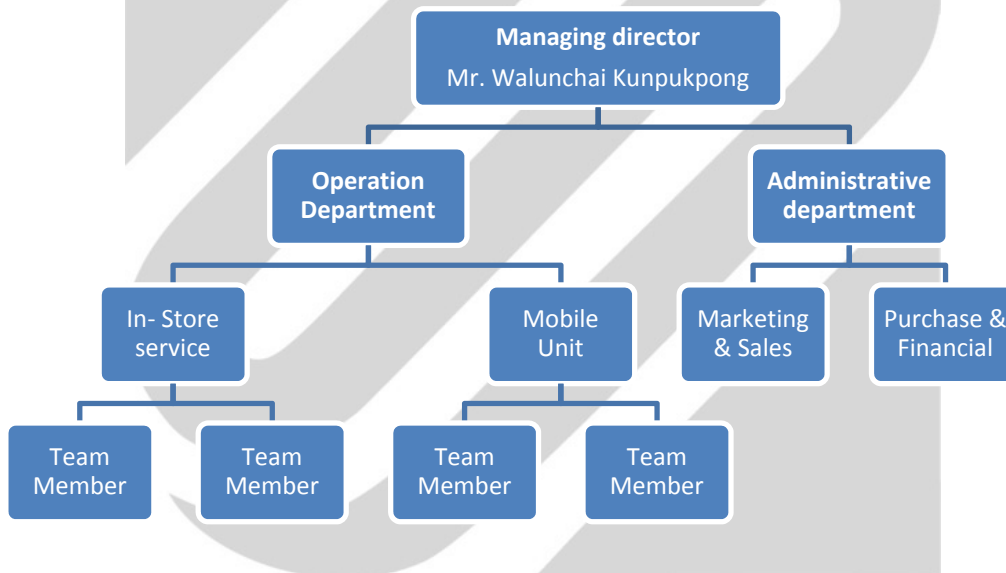 Managing director
Mr. Walunchai Kunpukpong
Operation
Department
Administrative
department
In- Store
service
Mobile
Unit
Marketing
& Sales
Purchase &
Financial
Team
Member
Team
Member
Team
Member
Team
Member